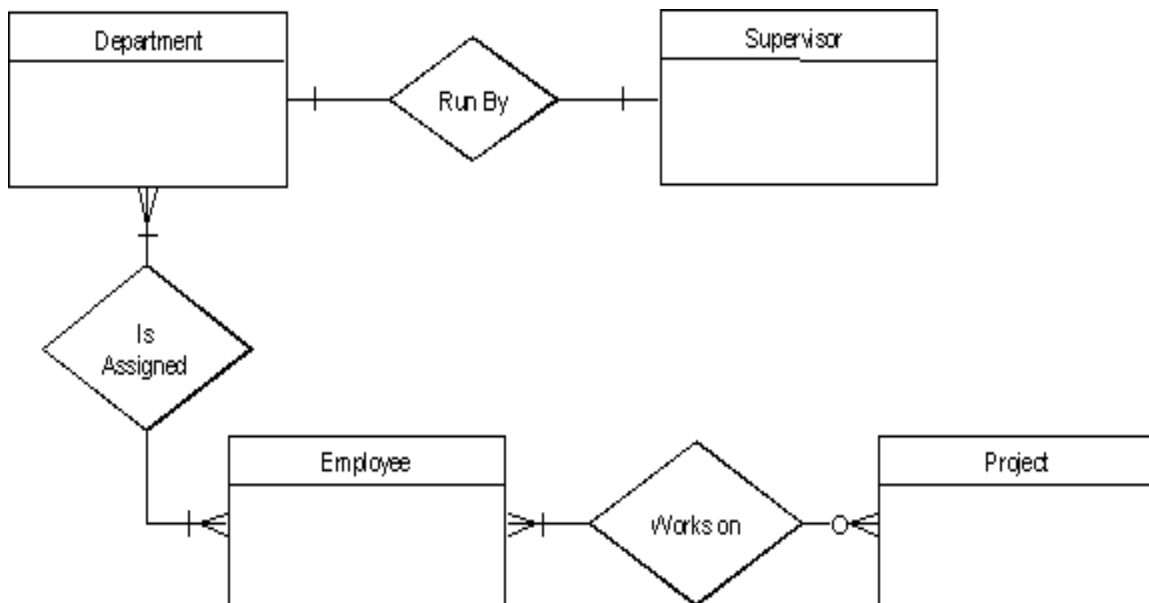 Department
Supervisor
Run By
Is
Assigned
Employee
Project
Works on